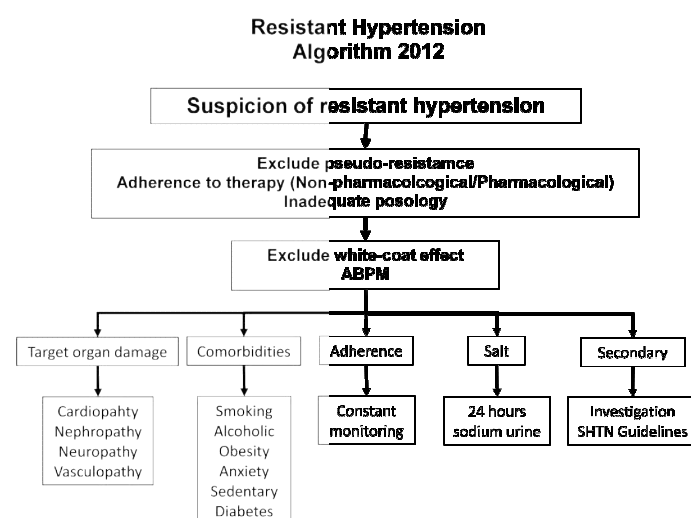 Resistant Hypertension
Algorithm 2012
Suspicion of resistant hypertension
Exclude pseudo-resistamce
Adherence to therapy (Non-pharmacolcogical/Pharmacological)
Inadequate posology
Exclude white-coat effect
ABPM
Target organ damage
Comorbidities
Adherence
Salt
Secondary
Cardiopahty
Nephropathy
Neuropathy
Vasculopathy
Smoking
Alcoholic
Obesity
Anxiety
Sedentary
Diabetes
Constant
monitoring
24 hours
sodium urine
Investigation
SHTN Guidelines